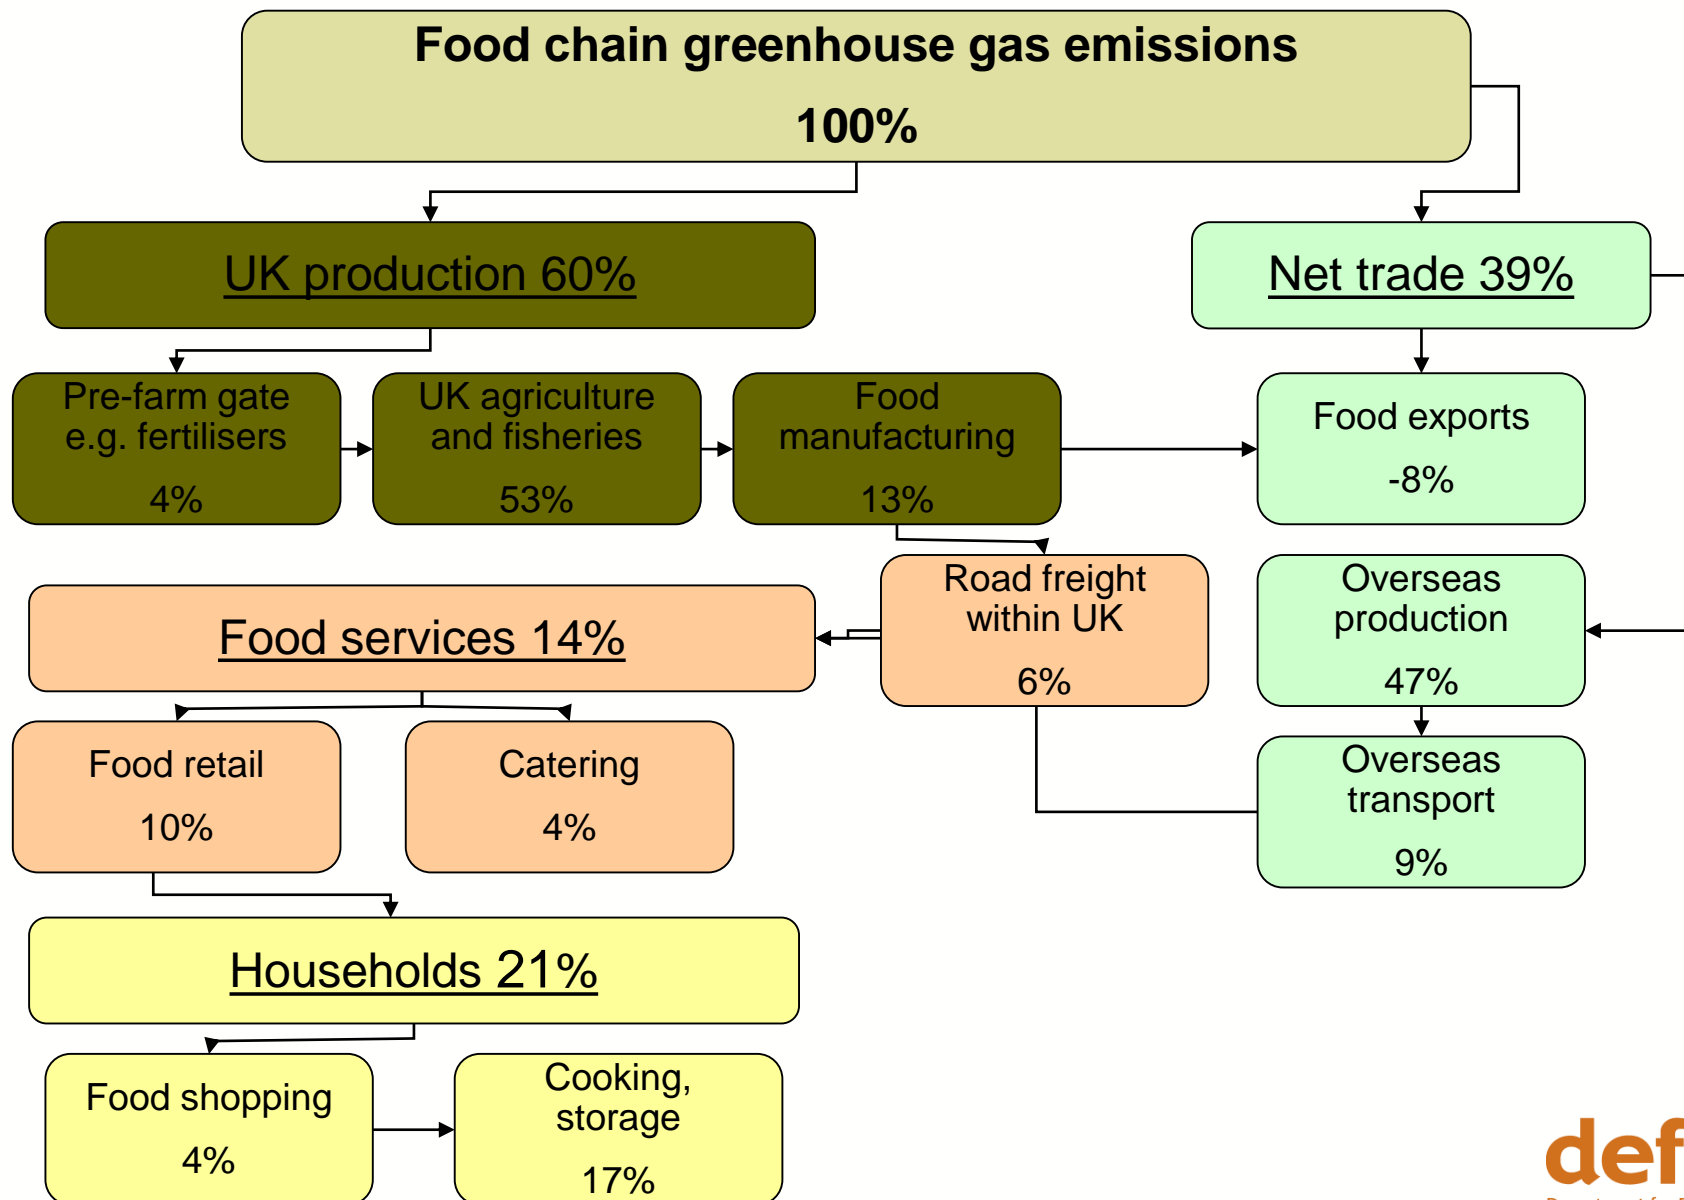 Food chain greenhouse gas emissions
100%
UK production 60%
Net trade 39%
Pre-farm gate
e.g. fertilisers
4%
UK agriculture
and fisheries
53%
Food
manufacturing
13%
Food exports
-8%
Road freight
within UK
6%
Overseas
production
47%
Food services 14%
Food retail
10%
Catering
4%
Overseas
transport
9%
Households 21%
Food shopping
4%
Cooking,
storage
17%
def